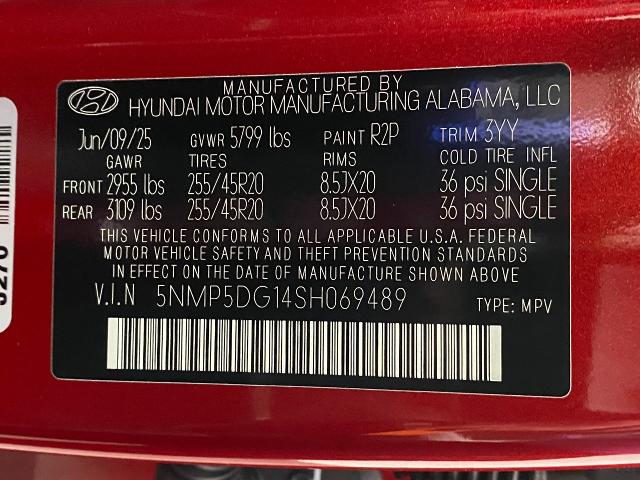 MANUFACTURED BY
HYUNDAI MOTOR MANUFACTURING ALABAMA, LLC
Jun/09/25 GVWR 5799 lbs PAINT R2P TRIM 3YY
GAWR TIRES RIMS COLD TIRE INFL
FRONT 2955 lbs 255/45R20 8.5JX20 36 psi SINGLE
REAR 3109 lbs 255/45R20 8.5JX20 36 psi SINGLE
THIS VEHICLE CONFORMS TO ALL APPLICABLE U.S.A. FEDERAL
MOTOR VEHICLE SAFETY AND THEFT PREVENTION STANDARDS
IN EFFECT ON THE DATE OF MANUFACTURE SHOWN ABOVE.
V.I.N 5NMP5DG14SH069489 TYPE: MPV